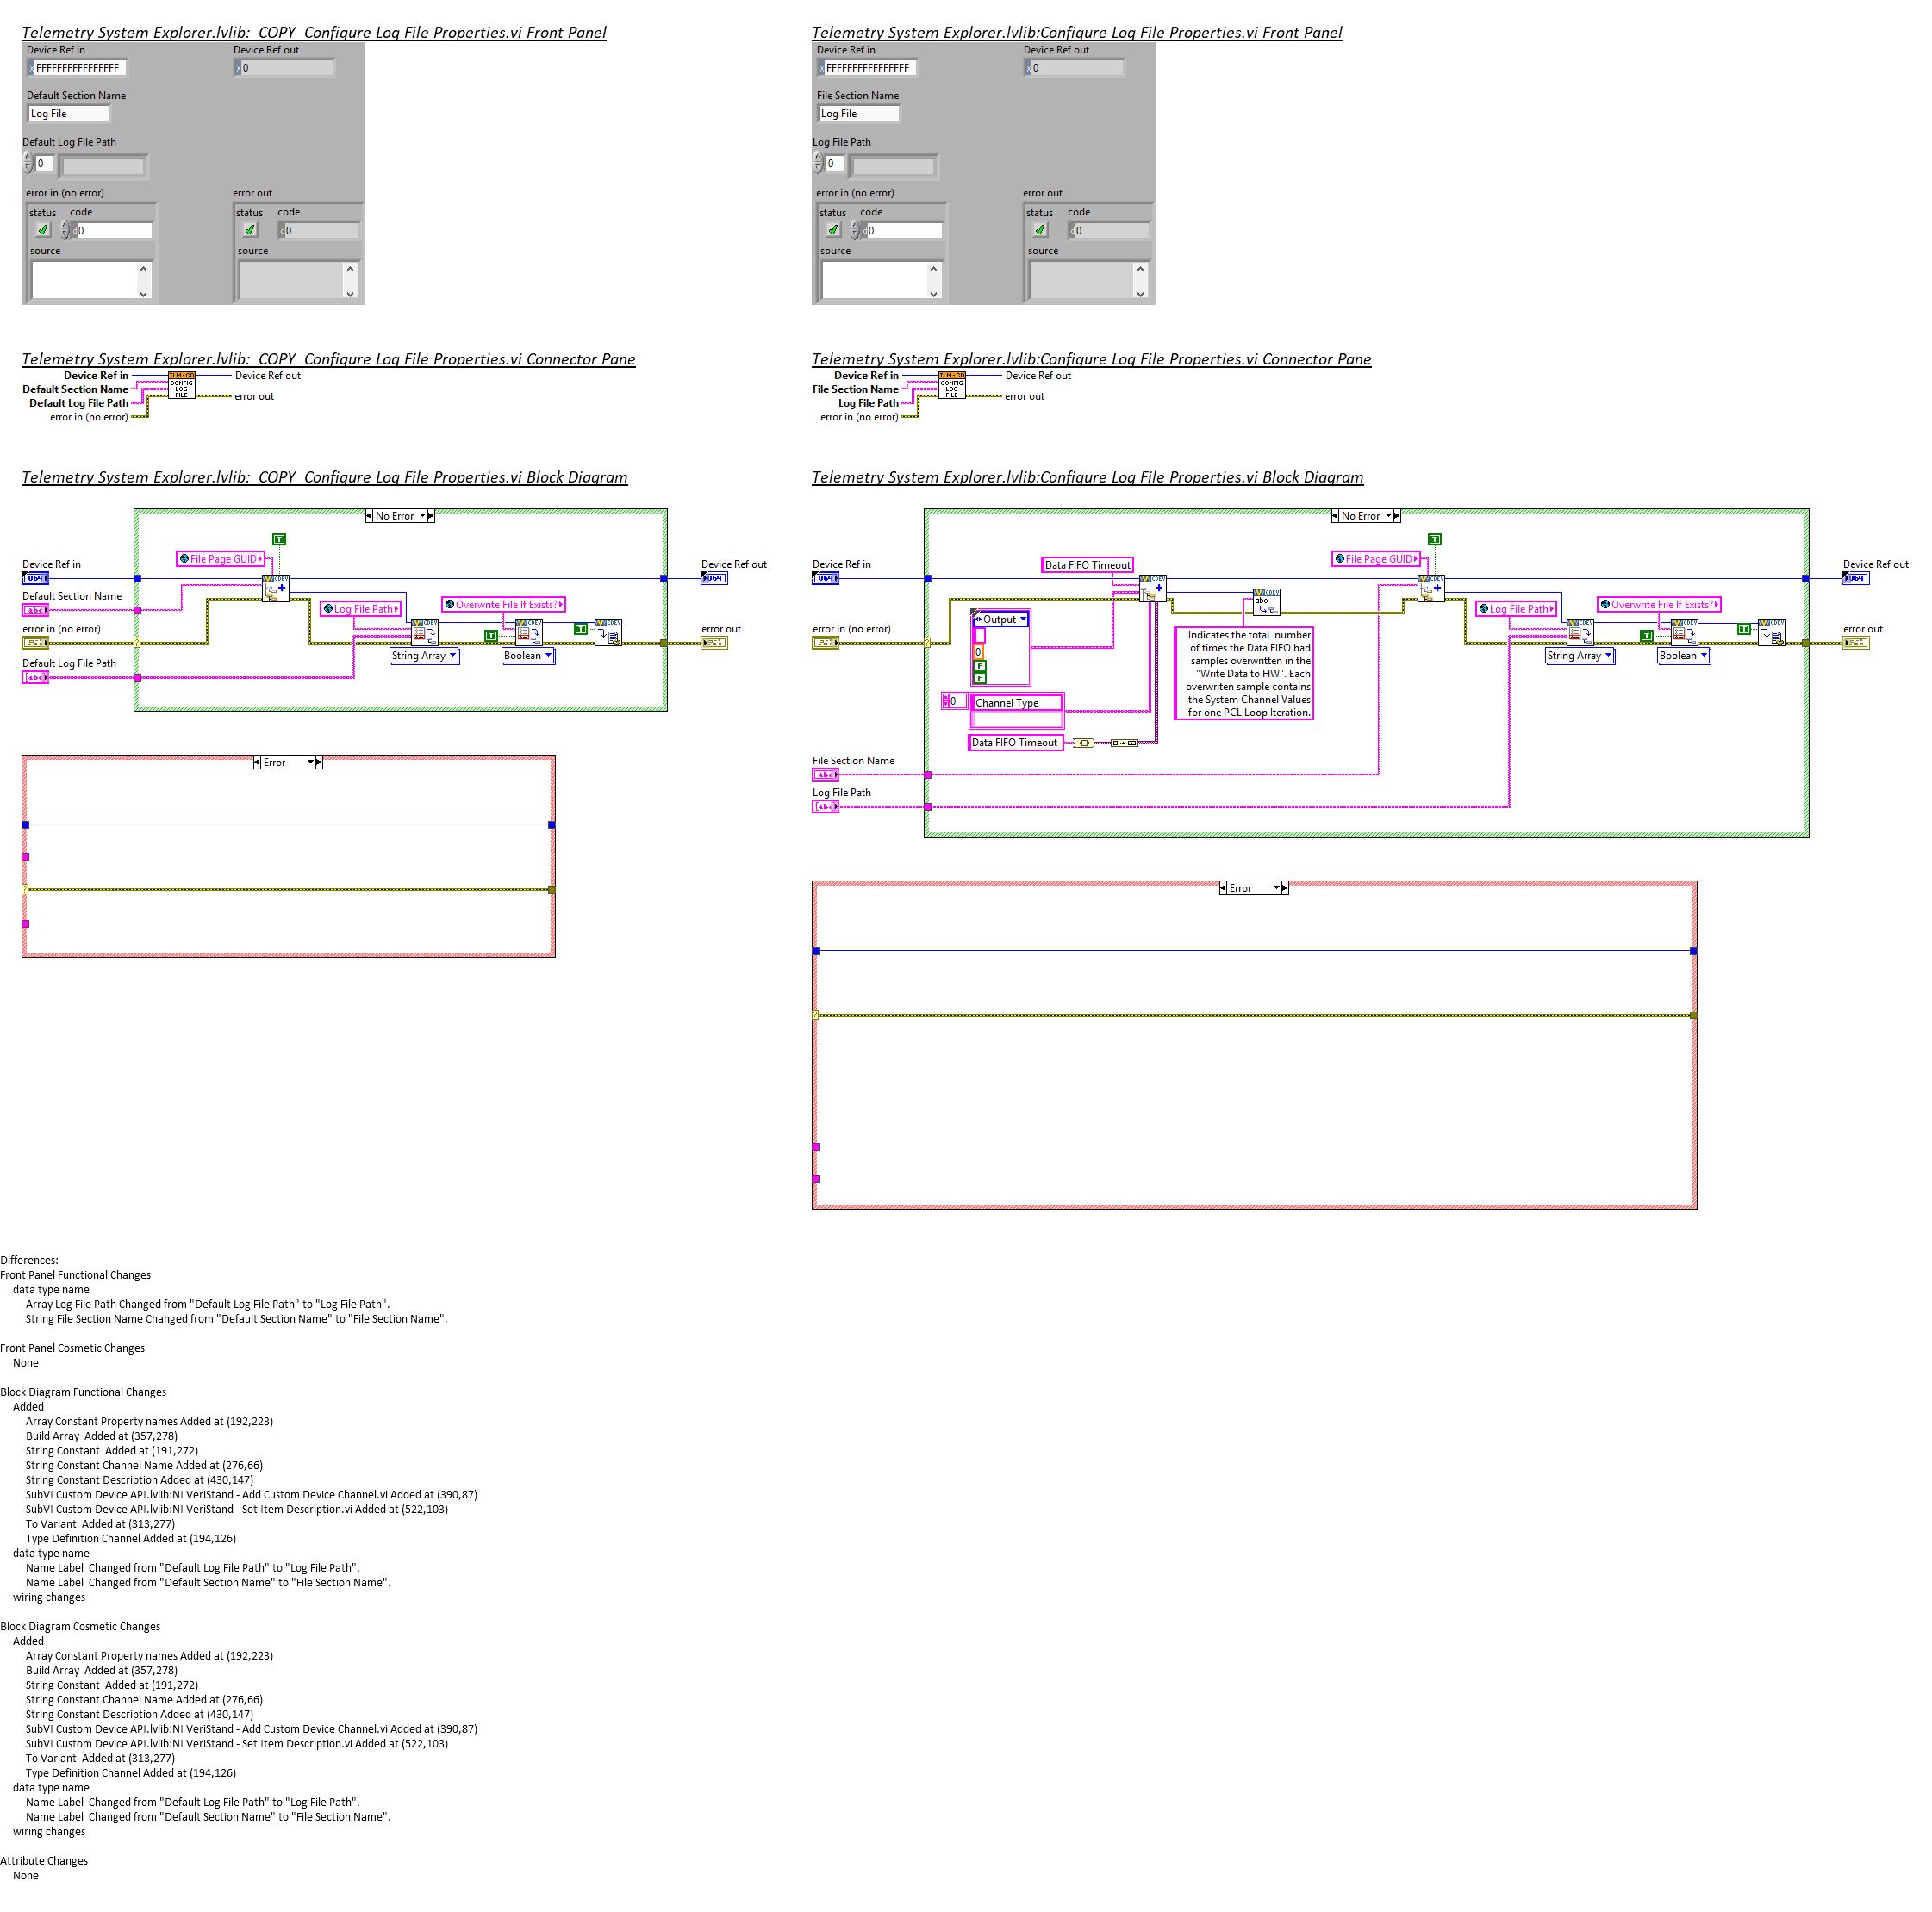 Telemetry System Explorer.lvlib:_COPY_Configure Log File Properties.vi Front Panel
Device Ref in
Device Ref out
x FFFFFFFFFFFFFFFF
x 0
Default Section Name
Log File
Default Log File Path
0
error in (no error)
error out
status
code
status
code
d 0
d 0
source
source
Telemetry System Explorer.lvlib:_COPY_Configure Log File Properties.vi Connector Pane
Device Ref in
Default Section Name
Default Log File Path
error in (no error)
TLM-CD
CONFIG
LOG
FILE
Device Ref out
error out
Telemetry System Explorer.lvlib:_COPY_Configure Log File Properties.vi Block Diagram
No Error
T
File Page GUID
Device Ref in
U64
Device Ref out
U64
Default Section Name
abc
Log File Path
Overwrite File If Exists?
error in (no error)
T
T
error out
String Array
Boolean
Default Log File Path
abc
Error
Telemetry System Explorer.lvlib:Configure Log File Properties.vi Front Panel
Device Ref in
Device Ref out
x FFFFFFFFFFFFFFFF
x 0
File Section Name
Log File
Log File Path
0
error in (no error)
error out
status
code
status
code
d 0
d 0
source
source
Telemetry System Explorer.lvlib:Configure Log File Properties.vi Connector Pane
Device Ref in
File Section Name
Log File Path
error in (no error)
TLM-CD
CONFIG
LOG
FILE
Device Ref out
error out
Telemetry System Explorer.lvlib:Configure Log File Properties.vi Block Diagram
No Error
T
Data FIFO Timeout
File Page GUID
Device Ref in
U64
Device Ref out
U64
abc
Log File Path
Overwrite File If Exists?
Output
0
F
F
error in (no error)
T
T
error out
Indicates the total number
of times the Data FIFO had
samples overwritten in the
"Write Data to HW". Each
overwriten sample contains
the System Channel Values
for one PCL Loop Iteration.
String Array
Boolean
0
Channel Type
Data FIFO Timeout
File Section Name
abc
Log File Path
abc
Error
Differences:
Front Panel Functional Changes
data type name
Array Log File Path Changed from "Default Log File Path" to "Log File Path".
String File Section Name Changed from "Default Section Name" to "File Section Name".
Front Panel Cosmetic Changes
None
Block Diagram Functional Changes
Added
Array Constant Property names Added at (192,223)
Build Array  Added at (357,278)
String Constant  Added at (191,272)
String Constant Channel Name Added at (276,66)
String Constant Description Added at (430,147)
SubVI Custom Device API.lvlib:NI VeriStand - Add Custom Device Channel.vi Added at (390,87)
SubVI Custom Device API.lvlib:NI VeriStand - Set Item Description.vi Added at (522,103)
To Variant  Added at (313,277)
Type Definition Channel Added at (194,126)
data type name
Name Label  Changed from "Default Log File Path" to "Log File Path".
Name Label  Changed from "Default Section Name" to "File Section Name".
wiring changes
Block Diagram Cosmetic Changes
Added
Array Constant Property names Added at (192,223)
Build Array  Added at (357,278)
String Constant  Added at (191,272)
String Constant Channel Name Added at (276,66)
String Constant Description Added at (430,147)
SubVI Custom Device API.lvlib:NI VeriStand - Add Custom Device Channel.vi Added at (390,87)
SubVI Custom Device API.lvlib:NI VeriStand - Set Item Description.vi Added at (522,103)
To Variant  Added at (313,277)
Type Definition Channel Added at (194,126)
data type name
Name Label  Changed from "Default Log File Path" to "Log File Path".
Name Label  Changed from "Default Section Name" to "File Section Name".
wiring changes
Attribute Changes
None